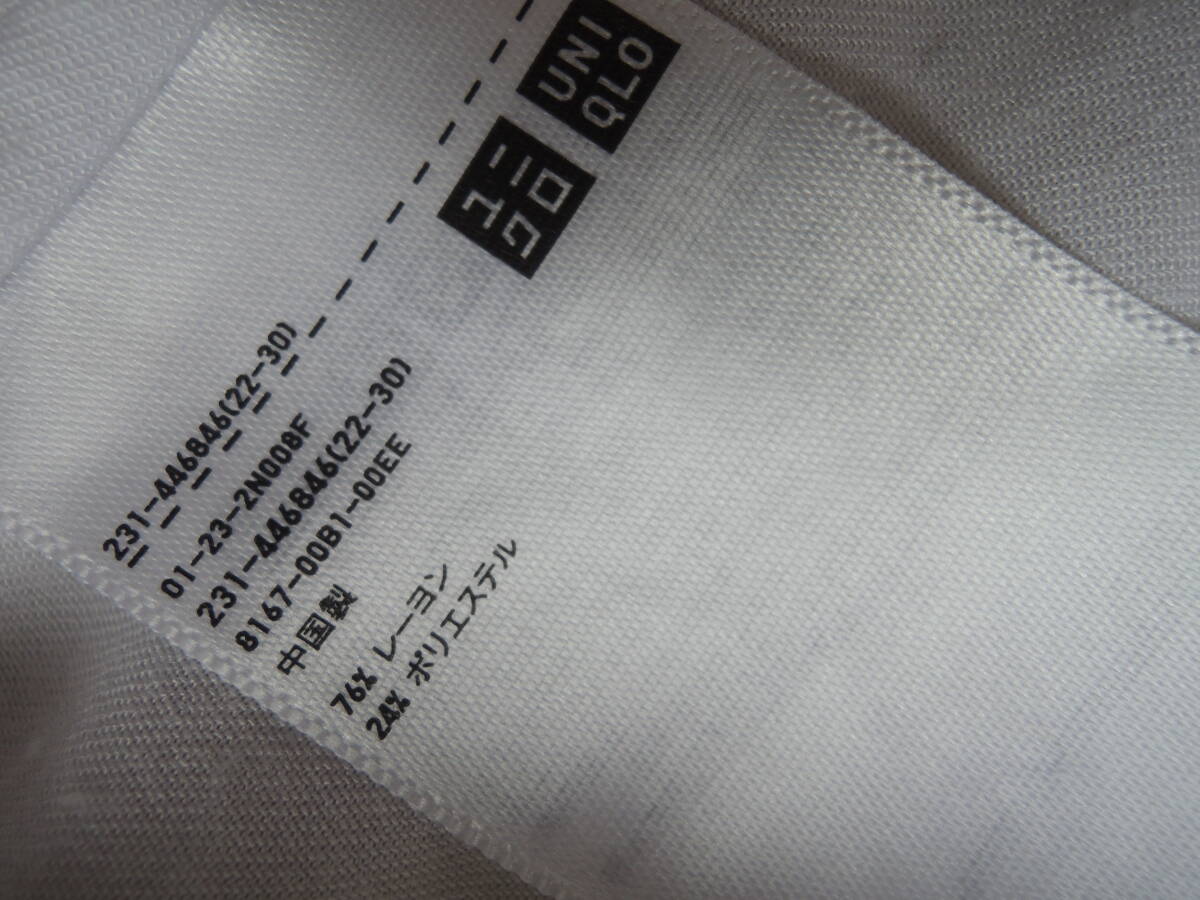 UNI
QLO
ユニ
クロ
231-446846(22-30)
01-23-2N008F
231-446846(22-30)
8167-00B1-00EE
中国製
76% レーヨン
24% ポリエステル